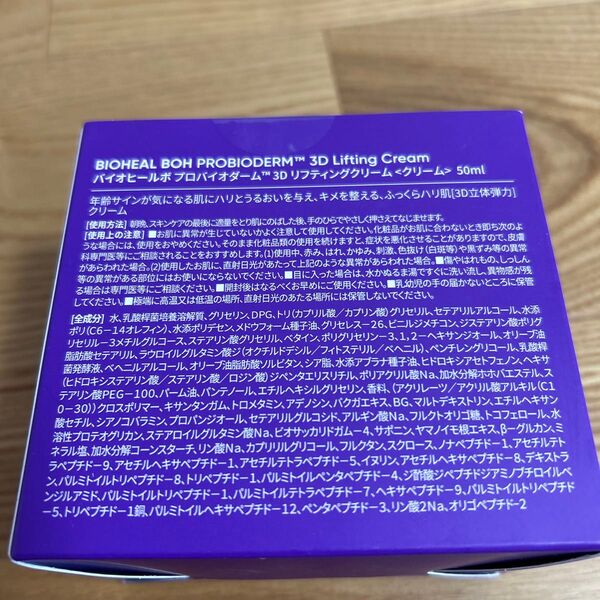 BIOHEAL BOH PROBIODERM™ 3D Lifting Cream
バイオヒールボ プロバイオダーム™ 3D リフティングクリーム <クリーム> 50ml
年齢サインが気になる肌にハリとうるおいを与え、キメを整える、ふっくらハリ肌[3D立体弾力]
クリーム
[使用方法] 朝晩、スキンケアの最後に適量をとり肌にのばした後、手のひらでやさしく押さえてなじませます。
[使用上の注意] ■お肌に異常が生じていないかよく注意して使用してください。化粧品がお肌に合わないとき即ち次のよ
うな場合には、使用をおやめください。そのまま化粧品類の使用を続けますと、症状を悪化させることがありますので、皮膚
科専門医等にご相談されることをおすすめします。(1)使用中、赤み、はれ、かゆみ、刺激、色抜け(白斑等)や黒ずみ等の異常
があらわれた場合。(2)使用したお肌に、直射日光があたって上記のような異常があらわれた場合。■傷やはれもの、しっしん
等の異常がある部位にはお使いにならないでください。■目に入った場合は、水かぬるま湯ですぐに洗い流し、異物感が残
る場合は専門医等にご相談ください。■開封後はなるべくお早めにご使用ください。■乳幼児の手の届かないところに保管
してください。■極端に高温又は低温の場所、直射日光のあたる場所には保管しないでください。
[全成分] 水、乳酸桿菌培養溶解質、グリセリン、DPG、トリ(カプリル/カプリン酸)グリセリル、セテアリルアルコール、水添
ポリ(C6-14オレフィン)、水添ポリデセン、メドウフォーム種子油、グリセレス-26、ビニルジメチコン、ジステアリン酸ポリグ
リセリル-3メチルグルコース、ステアリン酸グリセリル、ベタイン、ポリグリセリン-3、1,2-ヘキサンジオール、オリーブ油
脂肪酸セテアリル、ラウロイルグルタミン酸ジ(オクチルドデシル/フィトステリル/ベヘニル)、ペンチレングリコール、乳酸桿
菌発酵液、ベヘニルアルコール、オリーブ油脂肪酸ソルビタン、シア脂、水添アブラナ種子油、ヒドロキシアセトフェノン、ヘキサ
(ヒドロキシステアリン酸/ステアリン酸/ロジン酸)ジペンタエリスリチル、ポリアクリル酸Na、加水分解ホホバエステル、ス
テアリン酸PEG-100、パーム油、パンテノール、エチルヘキシルグリセリン、香料、(アクリレーツ/アクリル酸アルキル(C1
0-30))クロスポリマー、キサンタンガム、トロメタミン、アデノシン、バクガエキス、BG、マルトデキストリン、エチルヘキサン
酸セチル、シアノコバラミン、プロパンジオール、セテアリルグルコシド、アルギン酸Na、フルクトオリゴ糖、トコフェロール、水
溶性プロテオグリカン、ステアロイルグルタミン酸Na、ビオサッカリドガム-4、サポニン、ヤマノイモ根エキス、β-グルカン、ミ
ネラル塩、加水分解コーンスターチ、リン酸Na、カプリリルグリコール、フルクタン、スクロース、ノナペプチド-1、アセチルテト
ラペプチド-9、アセチルヘキサペプチド-1、アセチルテトラペプチド-5、イヌリン、アセチルヘキサペプチド-8、デキストラ
ン、パルミトイルトリペプチド-8、トリペプチド-1、パルミトイルペンタペプチド-4、ジ酢酸ジペプチドジアミノブチロイルベ
ンジルアミド、パルミトイルトリペプチド-1、パルミトイルテトラペプチド-7、ヘキサペプチド-9、パルミトイルトリペプチド
-5、トリペプチド-1銅、パルミトイルヘキサペプチド-12、ペンタペプチド-3、リン酸2Na、オリゴペプチド-2